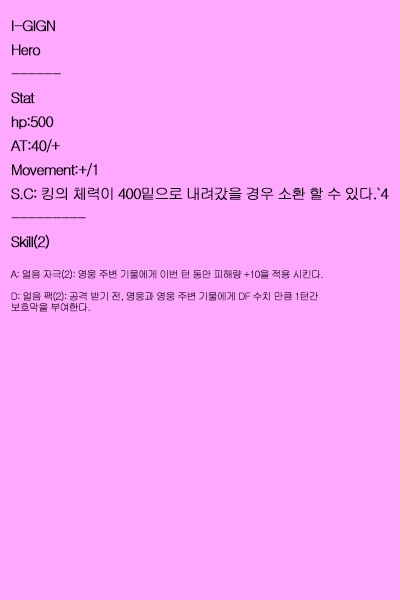 I-GIGN
Hero
------
Stat
hp:500
AT:40/+
Movement:+/1
S.C: 킹의 체력이 400밑으로 내려갔을 경우 소환 할 수 있다.`4
---------
Skill(2)
A: 얼음 자극(2): 영웅 주변 기물에게 이번 턴 동안 피해량 +10을 적용 시킨다.
D: 얼음 팩(2): 공격 받기 전, 영웅과 영웅 주변 기물에게 DF 수치 만큼 1턴간
보호막을 부여한다.